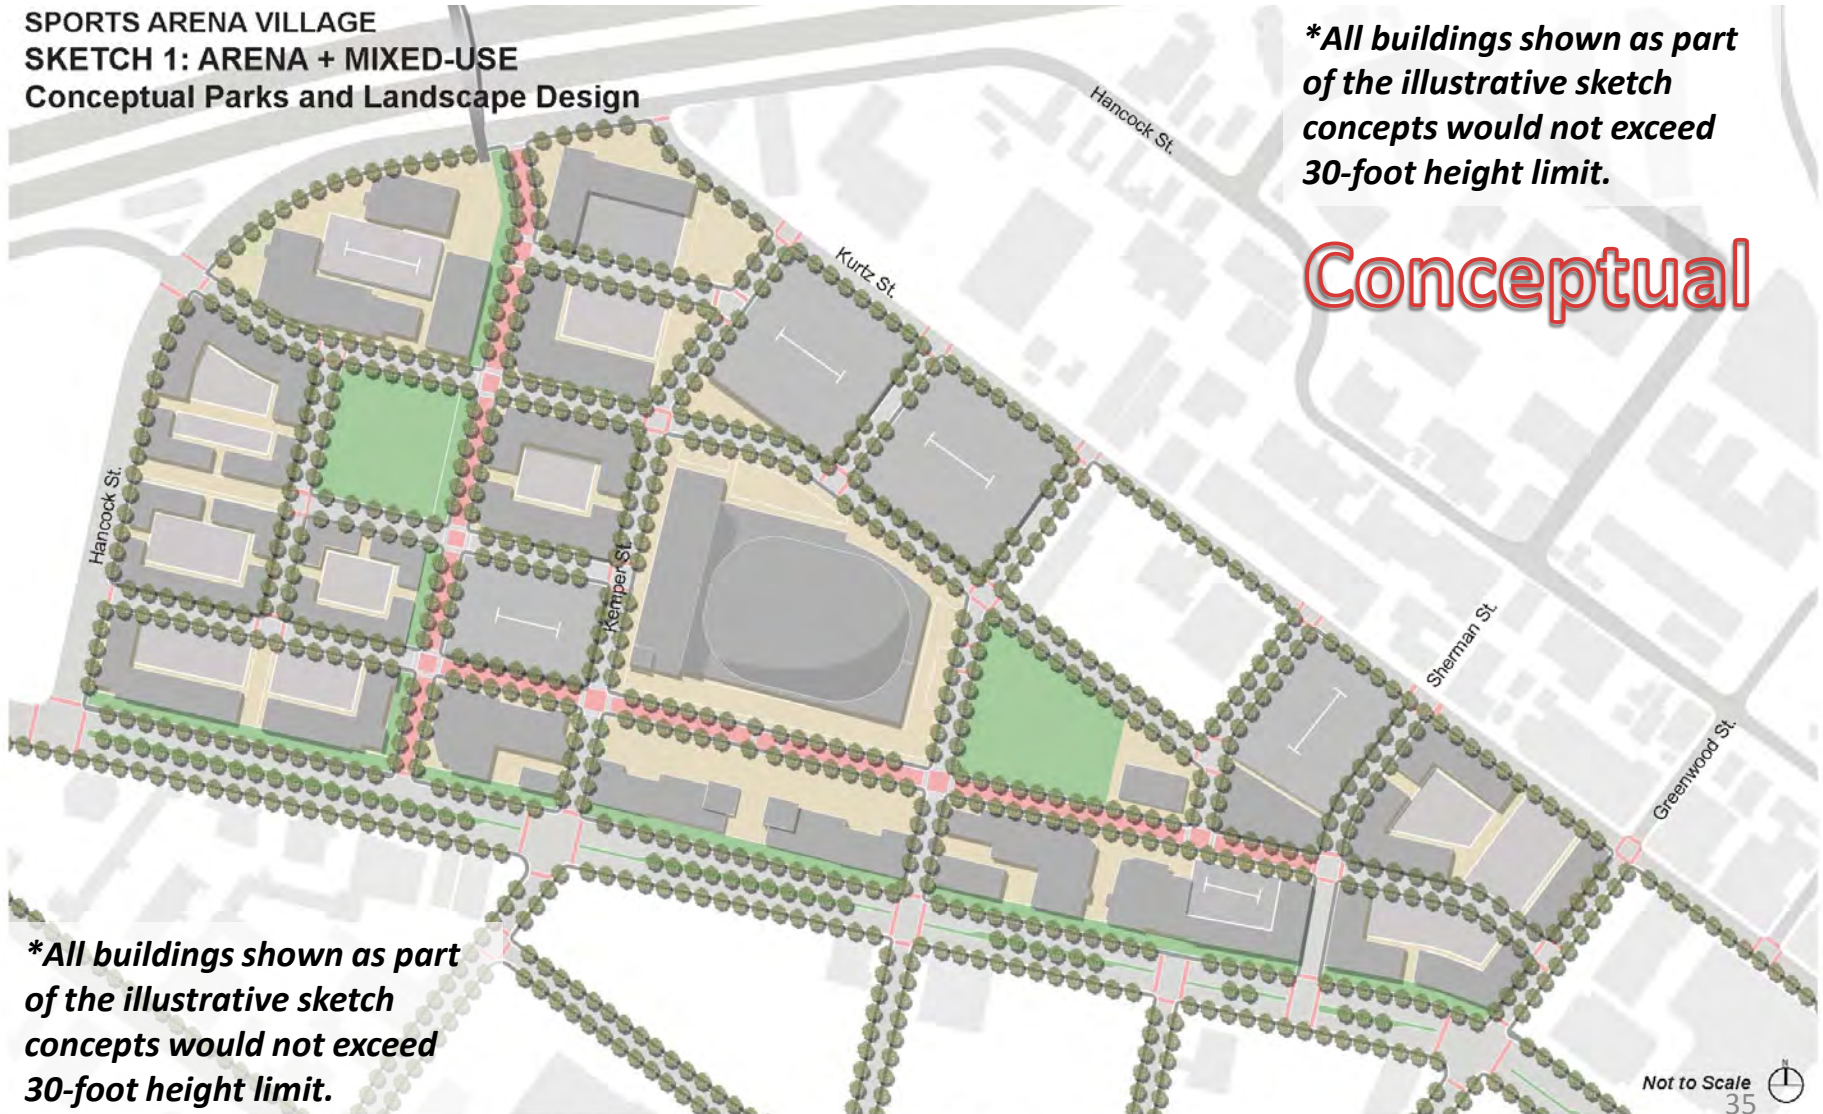 SPORTS ARENA VILLAGE
SKETCH 1: ARENA + MIXED-USE
Conceptual Parks and Landscape Design
*All buildings shown as part
of the illustrative sketch
concepts would not exceed
30-foot height limit.
Conceptual
Hancock St.
Kurtz St.
Hancock St.
Kemper St.
Sherman St.
Greenwood St.
*All buildings shown as part
of the illustrative sketch
concepts would not exceed
30-foot height limit.
N
Not to Scale
35